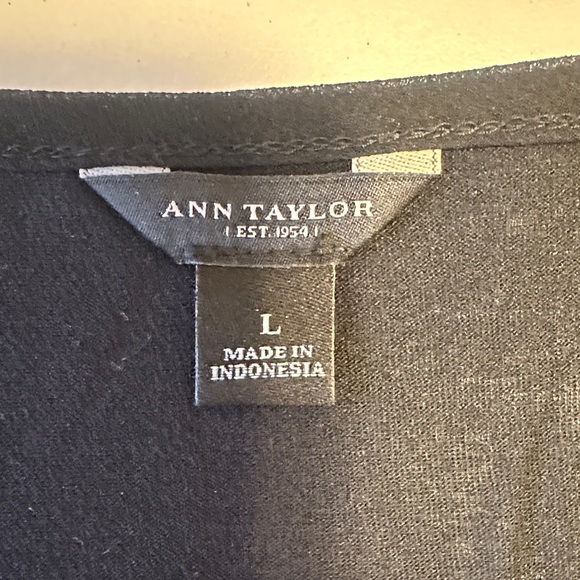 ANN TAYLOR
| EST. 1954 |
L
MADE IN
INDONESIA